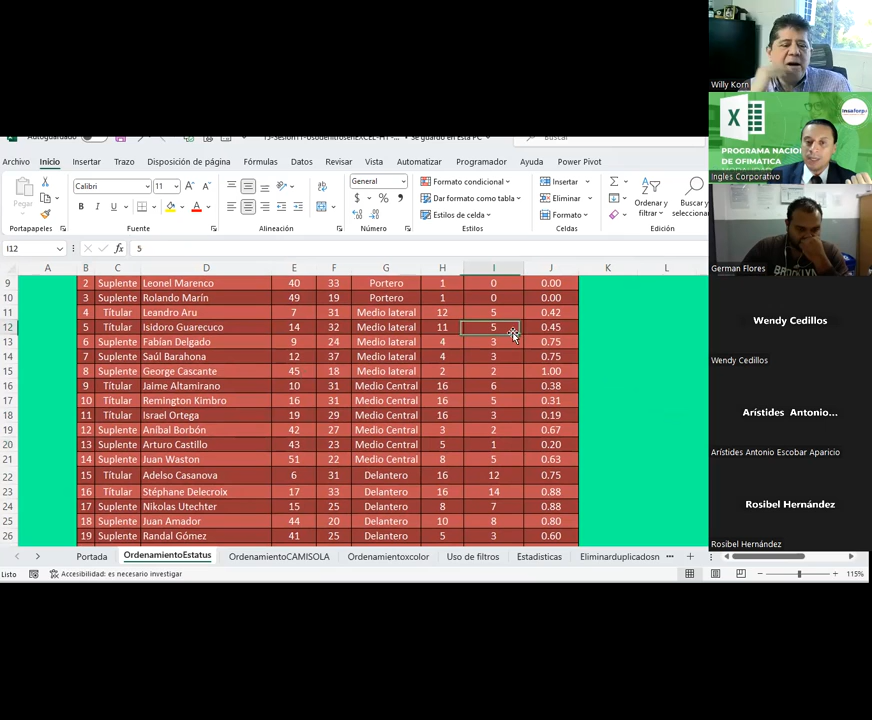 Autoguardado
Buscar
Archivo Inicio Insertar Trazo Disposición de página Fórmulas Datos Revisar Vista Automatizar Programador Ayuda Power Pivot
Pegar
Calibri 11
General
Formato condicional
Dar formato como tabla
Estilos de celda
Insertar
Eliminar
Formato
Ordenar y filtrar
Buscar y seleccionar
Portapapeles Fuente Alineación Número Estilos Celdas Edición
I12 fx 5
A B C D E F G H I J K L
9 2 Suplente Leonel Marenco 40 33 Portero 1 0 0.00
10 3 Suplente Rolando Marín 49 19 Portero 1 0 0.00
11 4 Títular Leandro Aru 7 31 Medio lateral 12 5 0.42
12 5 Títular Isidoro Guarecuco 14 32 Medio lateral 11 5 0.45
13 6 Suplente Fabían Delgado 9 24 Medio lateral 4 3 0.75
14 7 Suplente Saúl Barahona 12 37 Medio lateral 4 3 0.75
15 8 Suplente George Cascante 45 18 Medio lateral 2 2 1.00
16 9 Títular Jaime Altamirano 10 31 Medio Central 16 6 0.38
17 10 Títular Remington Kimbro 16 31 Medio Central 16 5 0.31
18 11 Títular Israel Ortega 19 29 Medio Central 16 3 0.19
19 12 Suplente Aníbal Borbón 42 27 Medio Central 3 2 0.67
20 13 Suplente Arturo Castillo 43 23 Medio Central 5 1 0.20
21 14 Suplente Juan Waston 51 22 Medio Central 8 5 0.63
22 15 Títular Adelso Casanova 6 31 Delantero 16 12 0.75
23 16 Títular Stéphane Delecroix 17 33 Delantero 16 14 0.88
24 17 Suplente Nikolas Utechter 15 25 Delantero 8 7 0.88
25 18 Suplente Juan Amador 44 20 Delantero 10 8 0.80
26 19 Suplente Randal Gómez 41 25 Delantero 5 3 0.60
Portada OrdenamientoEstatus OrdenamientoCAMISOLA Ordenamientoxcolor Uso de filtros Estadisticas Eliminarduplicadosn
Listo Accesibilidad: es necesario investigar 115%
Willy Korn
PROGRAMA NACI
DE OFIMÁTICA
Ingles Corporativo
German Flores
Wendy Cedillos
Wendy Cedillos
Arístides Antonio...
Arístides Antonio Escobar Aparicio
Rosibel Hernández
Rosibel Hernández